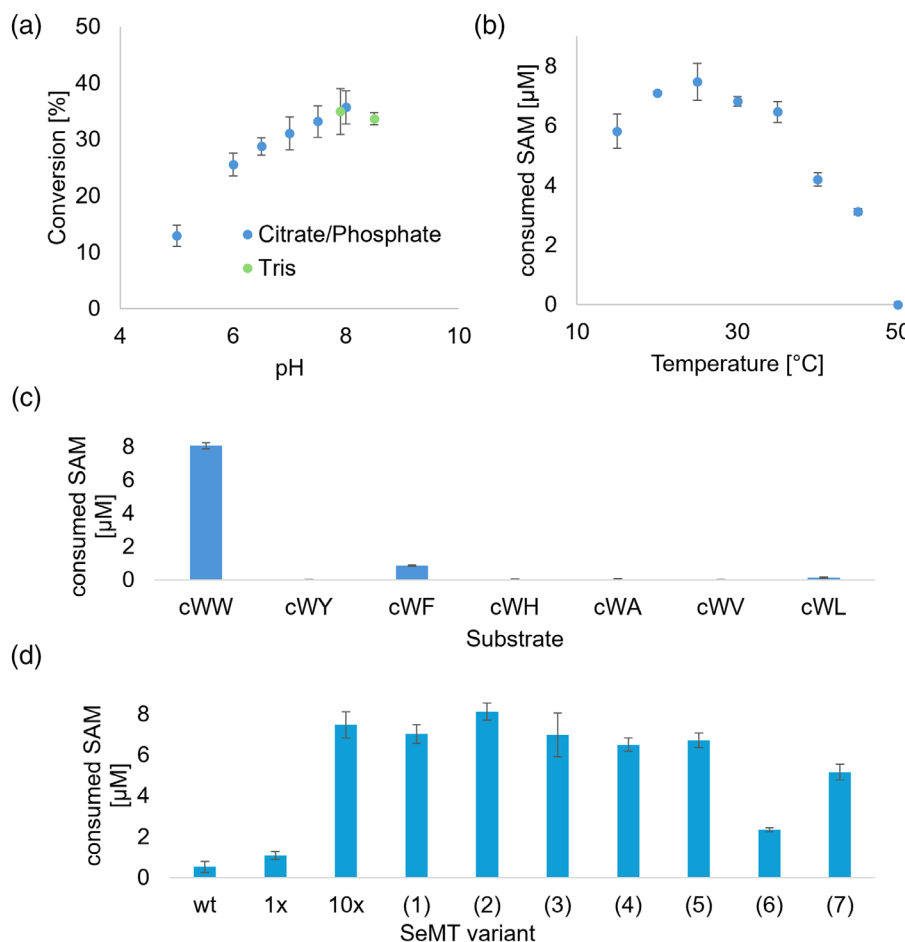 (a)
50
40
30
20
10
0
Conversion [%]
Citrate/Phosphate
Tris
4 6 8 10
pH
(b)
8
6
4
2
0
consumed SAM [µM]
10 30 50
Temperature [°C]
(c)
consumed SAM
[µM]
8
6
4
2
0
cWW cWY cWF cWH cWA cWV cWL
Substrate
(d)
consumed SAM
[µM]
8
6
4
2
0
wt 1x 10x (1) (2) (3) (4) (5) (6) (7)
SeMT variant